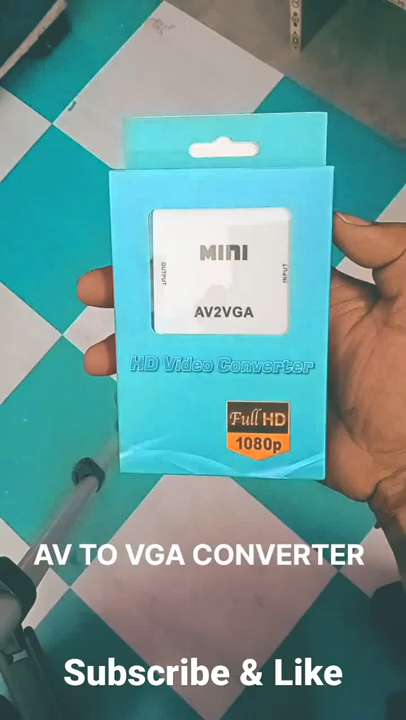 MINI
OUTPUT
INPUT
AV2VGA
HD Video Converter
Full HD
1080p
AV TO VGA CONVERTER
Subscribe & Like